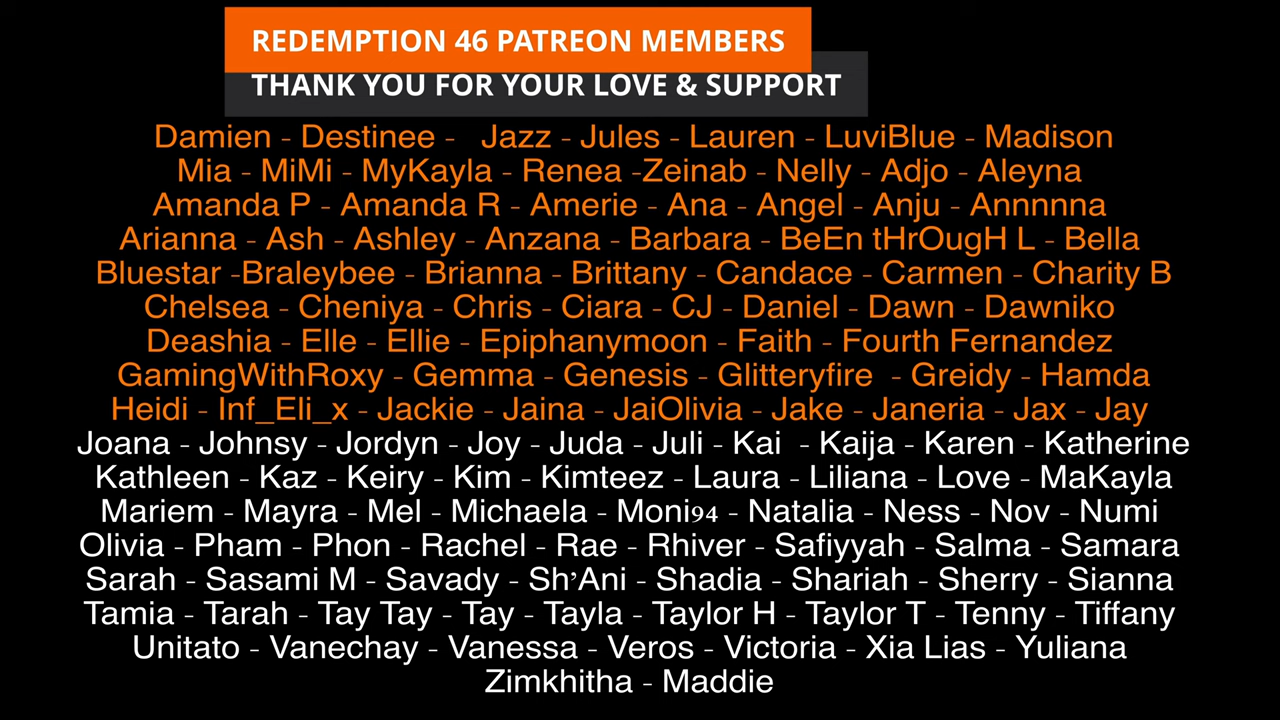 REDEMPTION 46 PATREON MEMBERS
THANK YOU FOR YOUR LOVE & SUPPORT
Damien - Destinee - Jazz - Jules - Lauren - LuviBlue - Madison
Mia - MiMi - MyKayla - Renea -Zeinab - Nelly - Adjo - Aleyna
Amanda P - Amanda R - Amerie - Ana - Angel - Anju - Annnnna
Arianna - Ash - Ashley - Anzana - Barbara - BeEn tHrOugH L - Bella
Bluestar -Braleybee - Brianna - Brittany - Candace - Carmen - Charity B
Chelsea - Cheniya - Chris - Ciara - CJ - Daniel - Dawn - Dawniko
Deashia - Elle - Ellie - Epiphanymoon - Faith - Fourth Fernandez
GamingWithRoxy - Gemma - Genesis - Glitteryfire - Greidy - Hamda
Heidi - Inf_Eli_x - Jackie - Jaina - JaiOlivia - Jake - Janeria - Jax - Jay
Joana - Johnsy - Jordyn - Joy - Juda - Juli - Kai - Kaija - Karen - Katherine
Kathleen - Kaz - Keiry - Kim - Kimteez - Laura - Liliana - Love - MaKayla
Mariem - Mayra - Mel - Michaela - Moni94 - Natalia - Ness - Nov - Numi
Olivia - Pham - Phon - Rachel - Rae - Rhiver - Safiyyah - Salma - Samara
Sarah - Sasami M - Savady - Sh’Ani - Shadia - Shariah - Sherry - Sianna
Tamia - Tarah - Tay Tay - Tay - Tayla - Taylor H - Taylor T - Tenny - Tiffany
Unitato - Vanechay - Vanessa - Veros - Victoria - Xia Lias - Yuliana
Zimkhitha - Maddie